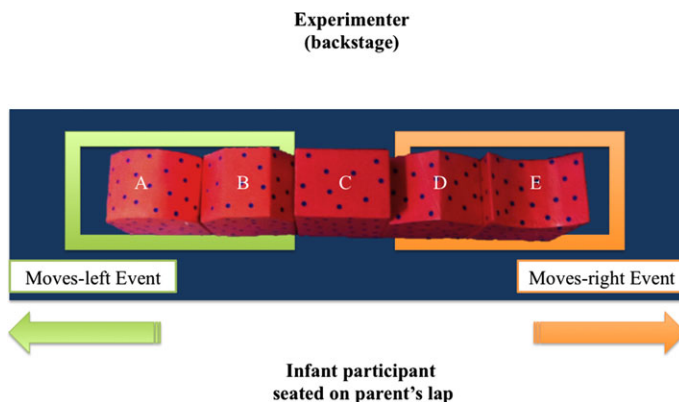 Experimenter
(backstage)
A B C D E
Moves-left Event
Moves-right Event
Infant participant
seated on parent's lap